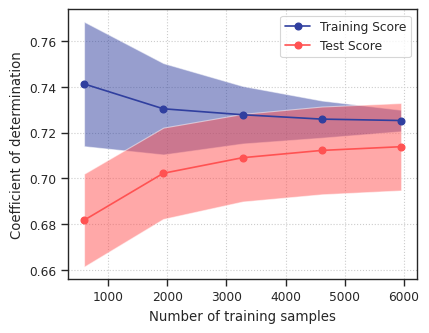 Training Score
Test Score
0.76
0.74
0.72
0.70
0.68
0.66
Coefficient of determination
1000 2000 3000 4000 5000 6000
Number of training samples